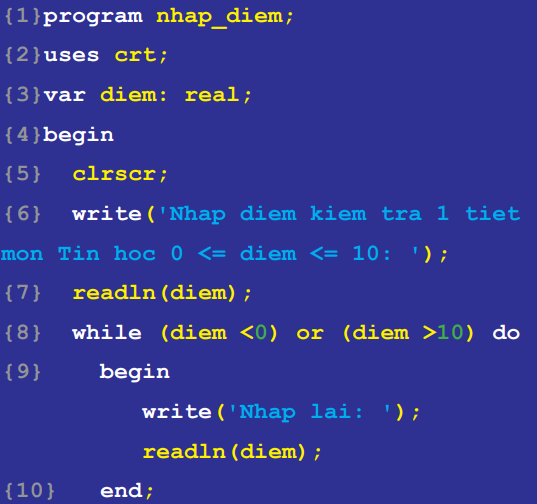 {1}program nhap_diem;
{2}uses crt;
{3}var diem: real;
{4}begin
{5}  clrscr;
{6}  write('Nhap diem kiem tra 1 tiet
mon Tin hoc 0 <= diem <= 10: ');
{7}  readln(diem);
{8}  while (diem <0) or (diem >10) do
{9}    begin
write('Nhap lai: ');
readln(diem);
{10}   end;